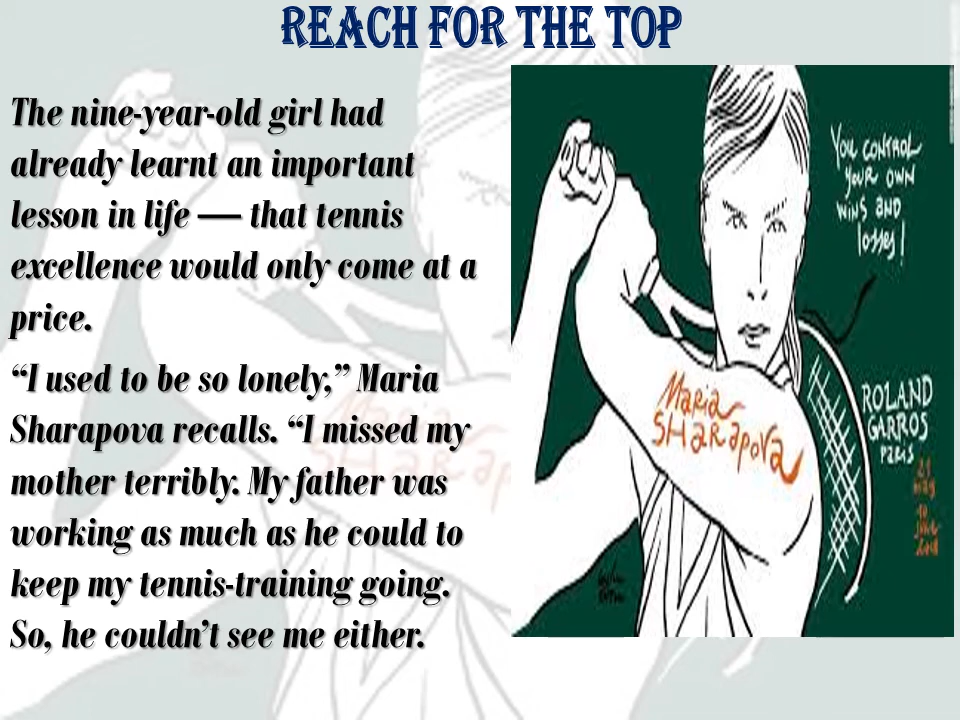 REACH FOR THE TOP
The nine-year-old girl had
already learnt an important
lesson in life — that tennis
excellence would only come at a
price.
“I used to be so lonely,” Maria
Sharapova recalls. “I missed my
mother terribly. My father was
working as much as he could to
keep my tennis-training going.
So, he couldn’t see me either.
You control
your own
wins and
losses!
Maria
Sharapova
ROLAND
GARROS
Paris